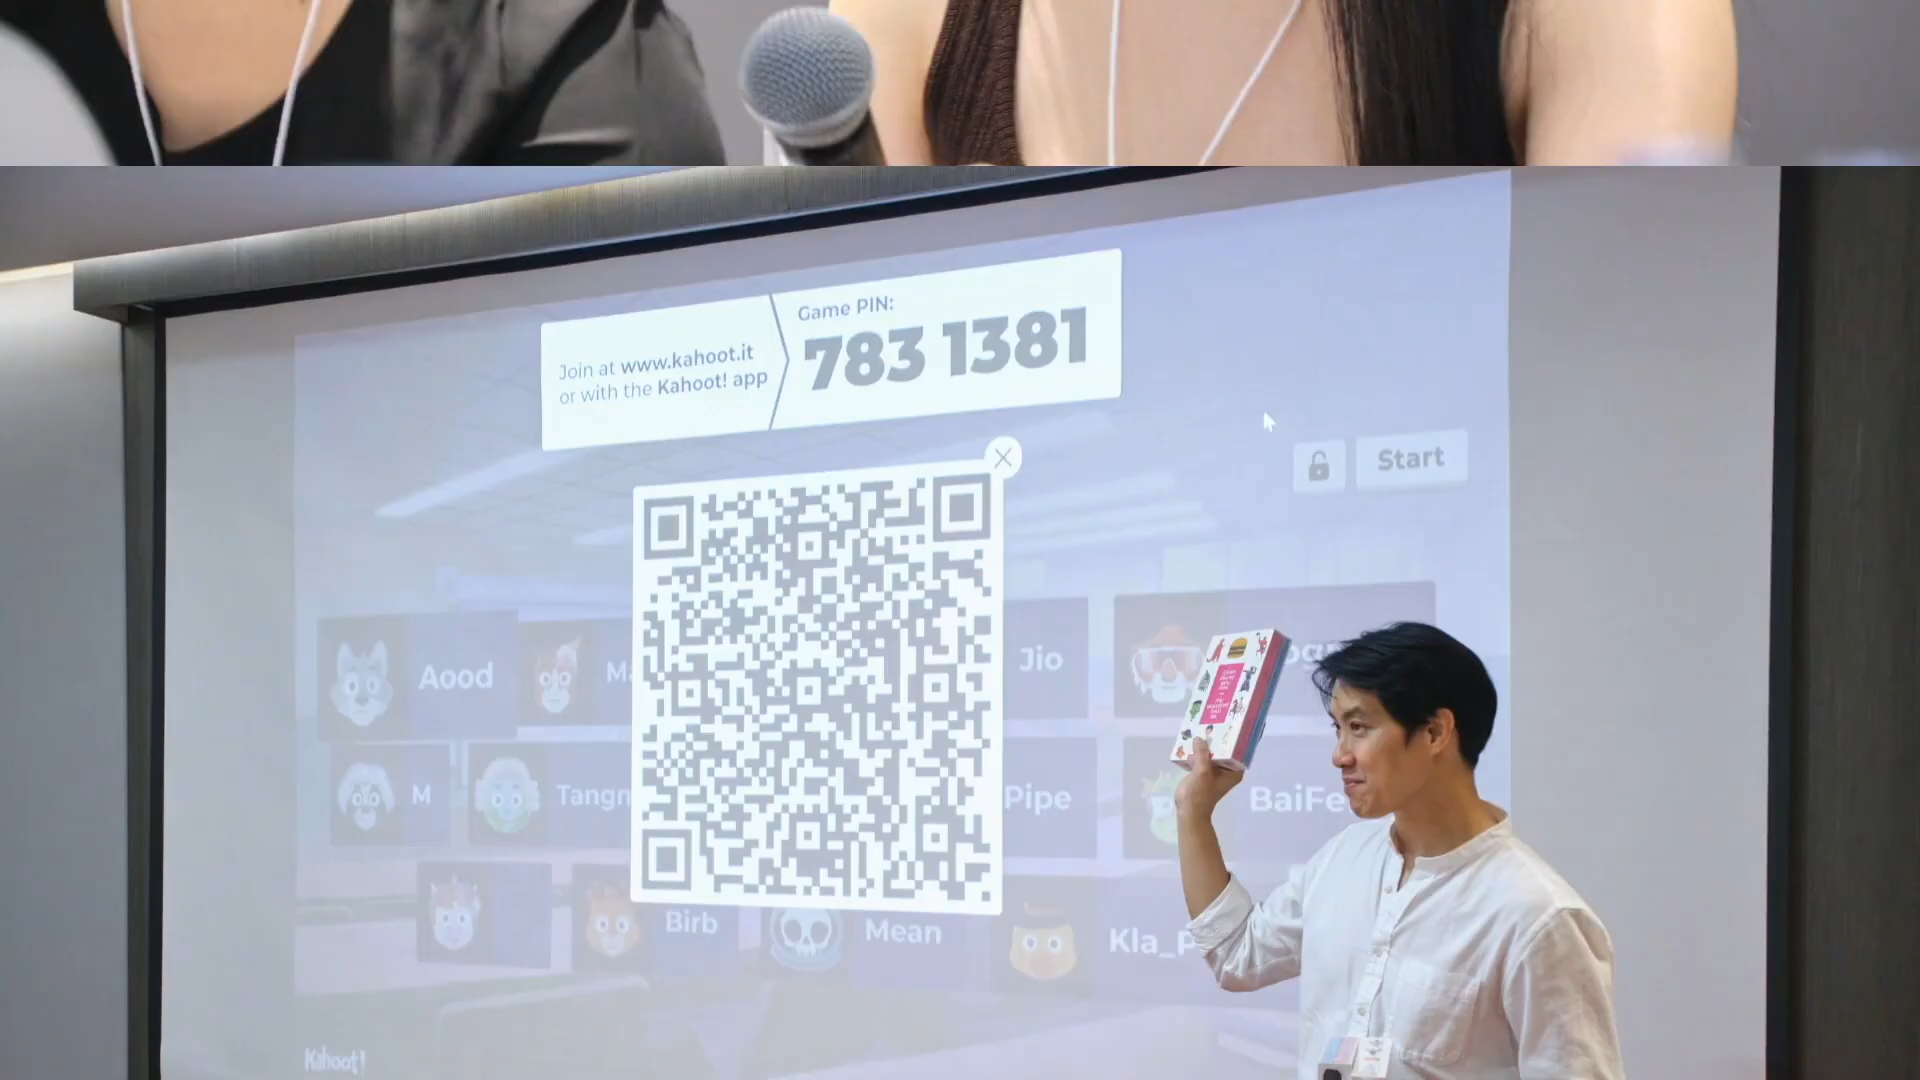 Game PIN:
783 1381
Join at www.kahoot.it
or with the Kahoot! app
Start
Aood
Jio
M
Pipe
Birb
Mean
Kahoot!